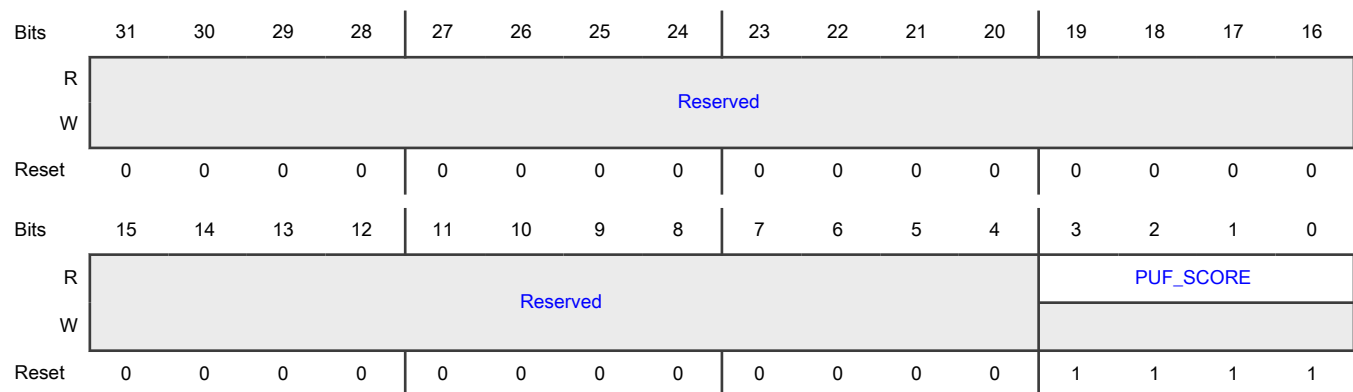 Bits 31 30 29 28 27 26 25 24 23 22 21 20 19 18 17 16
R
Reserved
W
Reset 0 0 0 0 0 0 0 0 0 0 0 0 0 0 0 0
Bits 15 14 13 12 11 10 9 8 7 6 5 4 3 2 1 0
R PUF_SCORE
Reserved
W
Reset 0 0 0 0 0 0 0 0 0 0 0 0 1 1 1 1